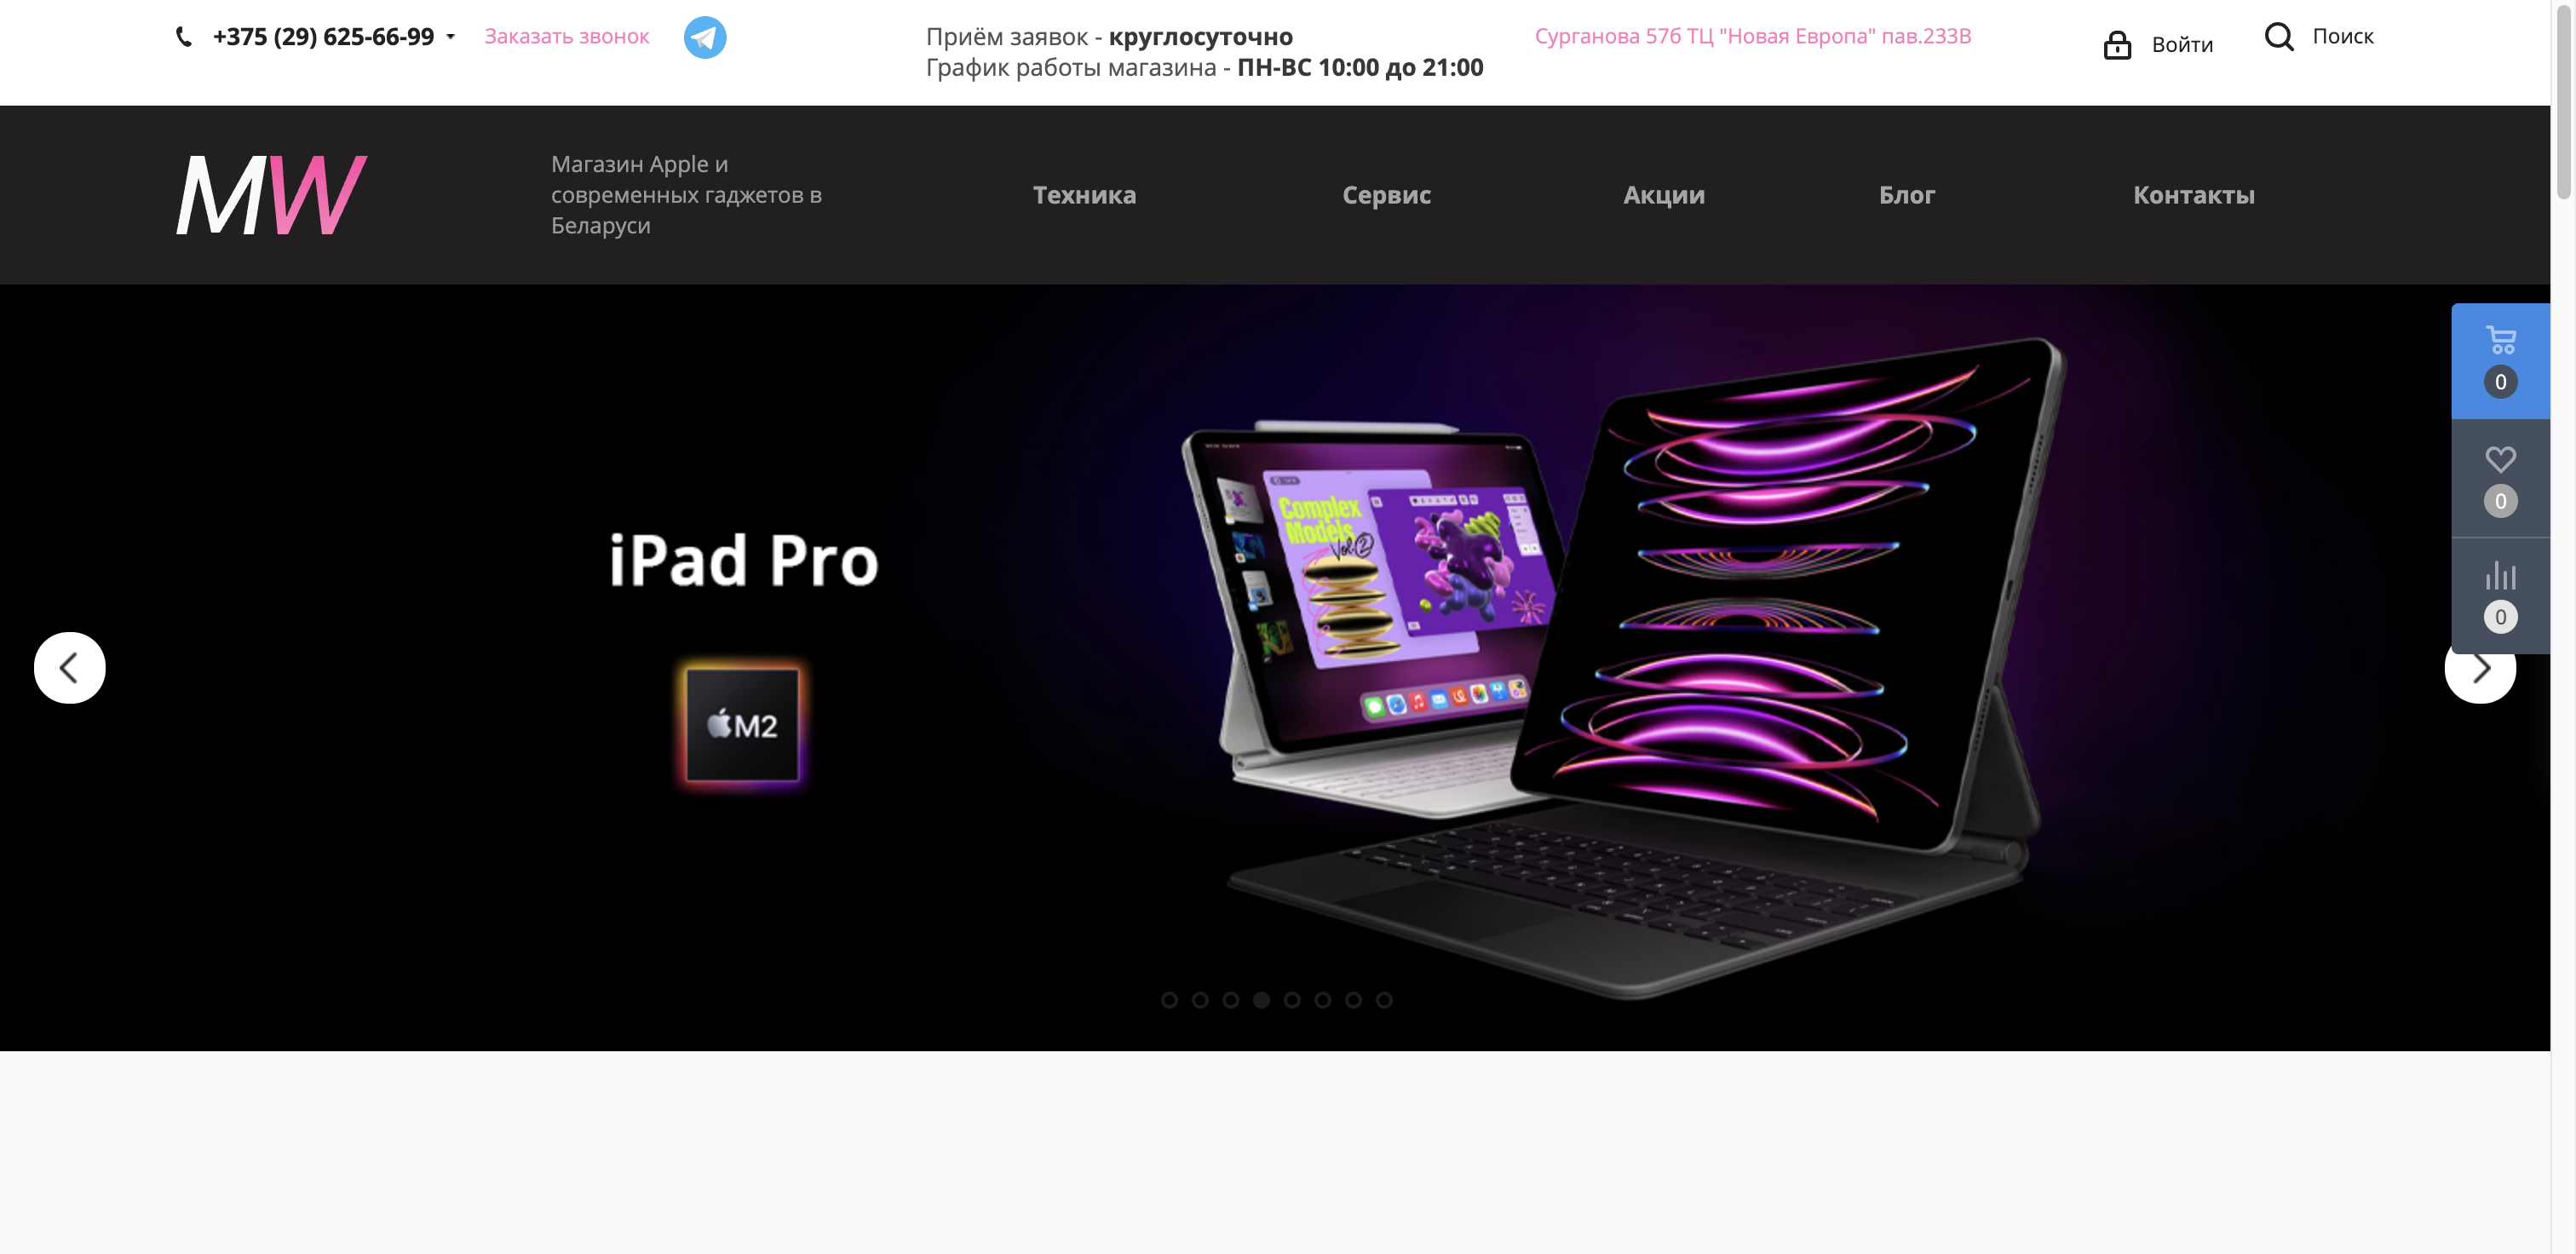 +375 (29) 625-66-99
Заказать звонок
Приём заявок - круглосуточно
График работы магазина - ПН-ВС 10:00 до 21:00
Сурганова 57б ТЦ "Новая Европа" пав.233В
Войти
Поиск
MW
Магазин Apple и
современных гаджетов в
Беларуси
Техника
Сервис
Акции
Блог
Контакты
0
0
0
iPad Pro
M2
Complex
Models
Vol. 2